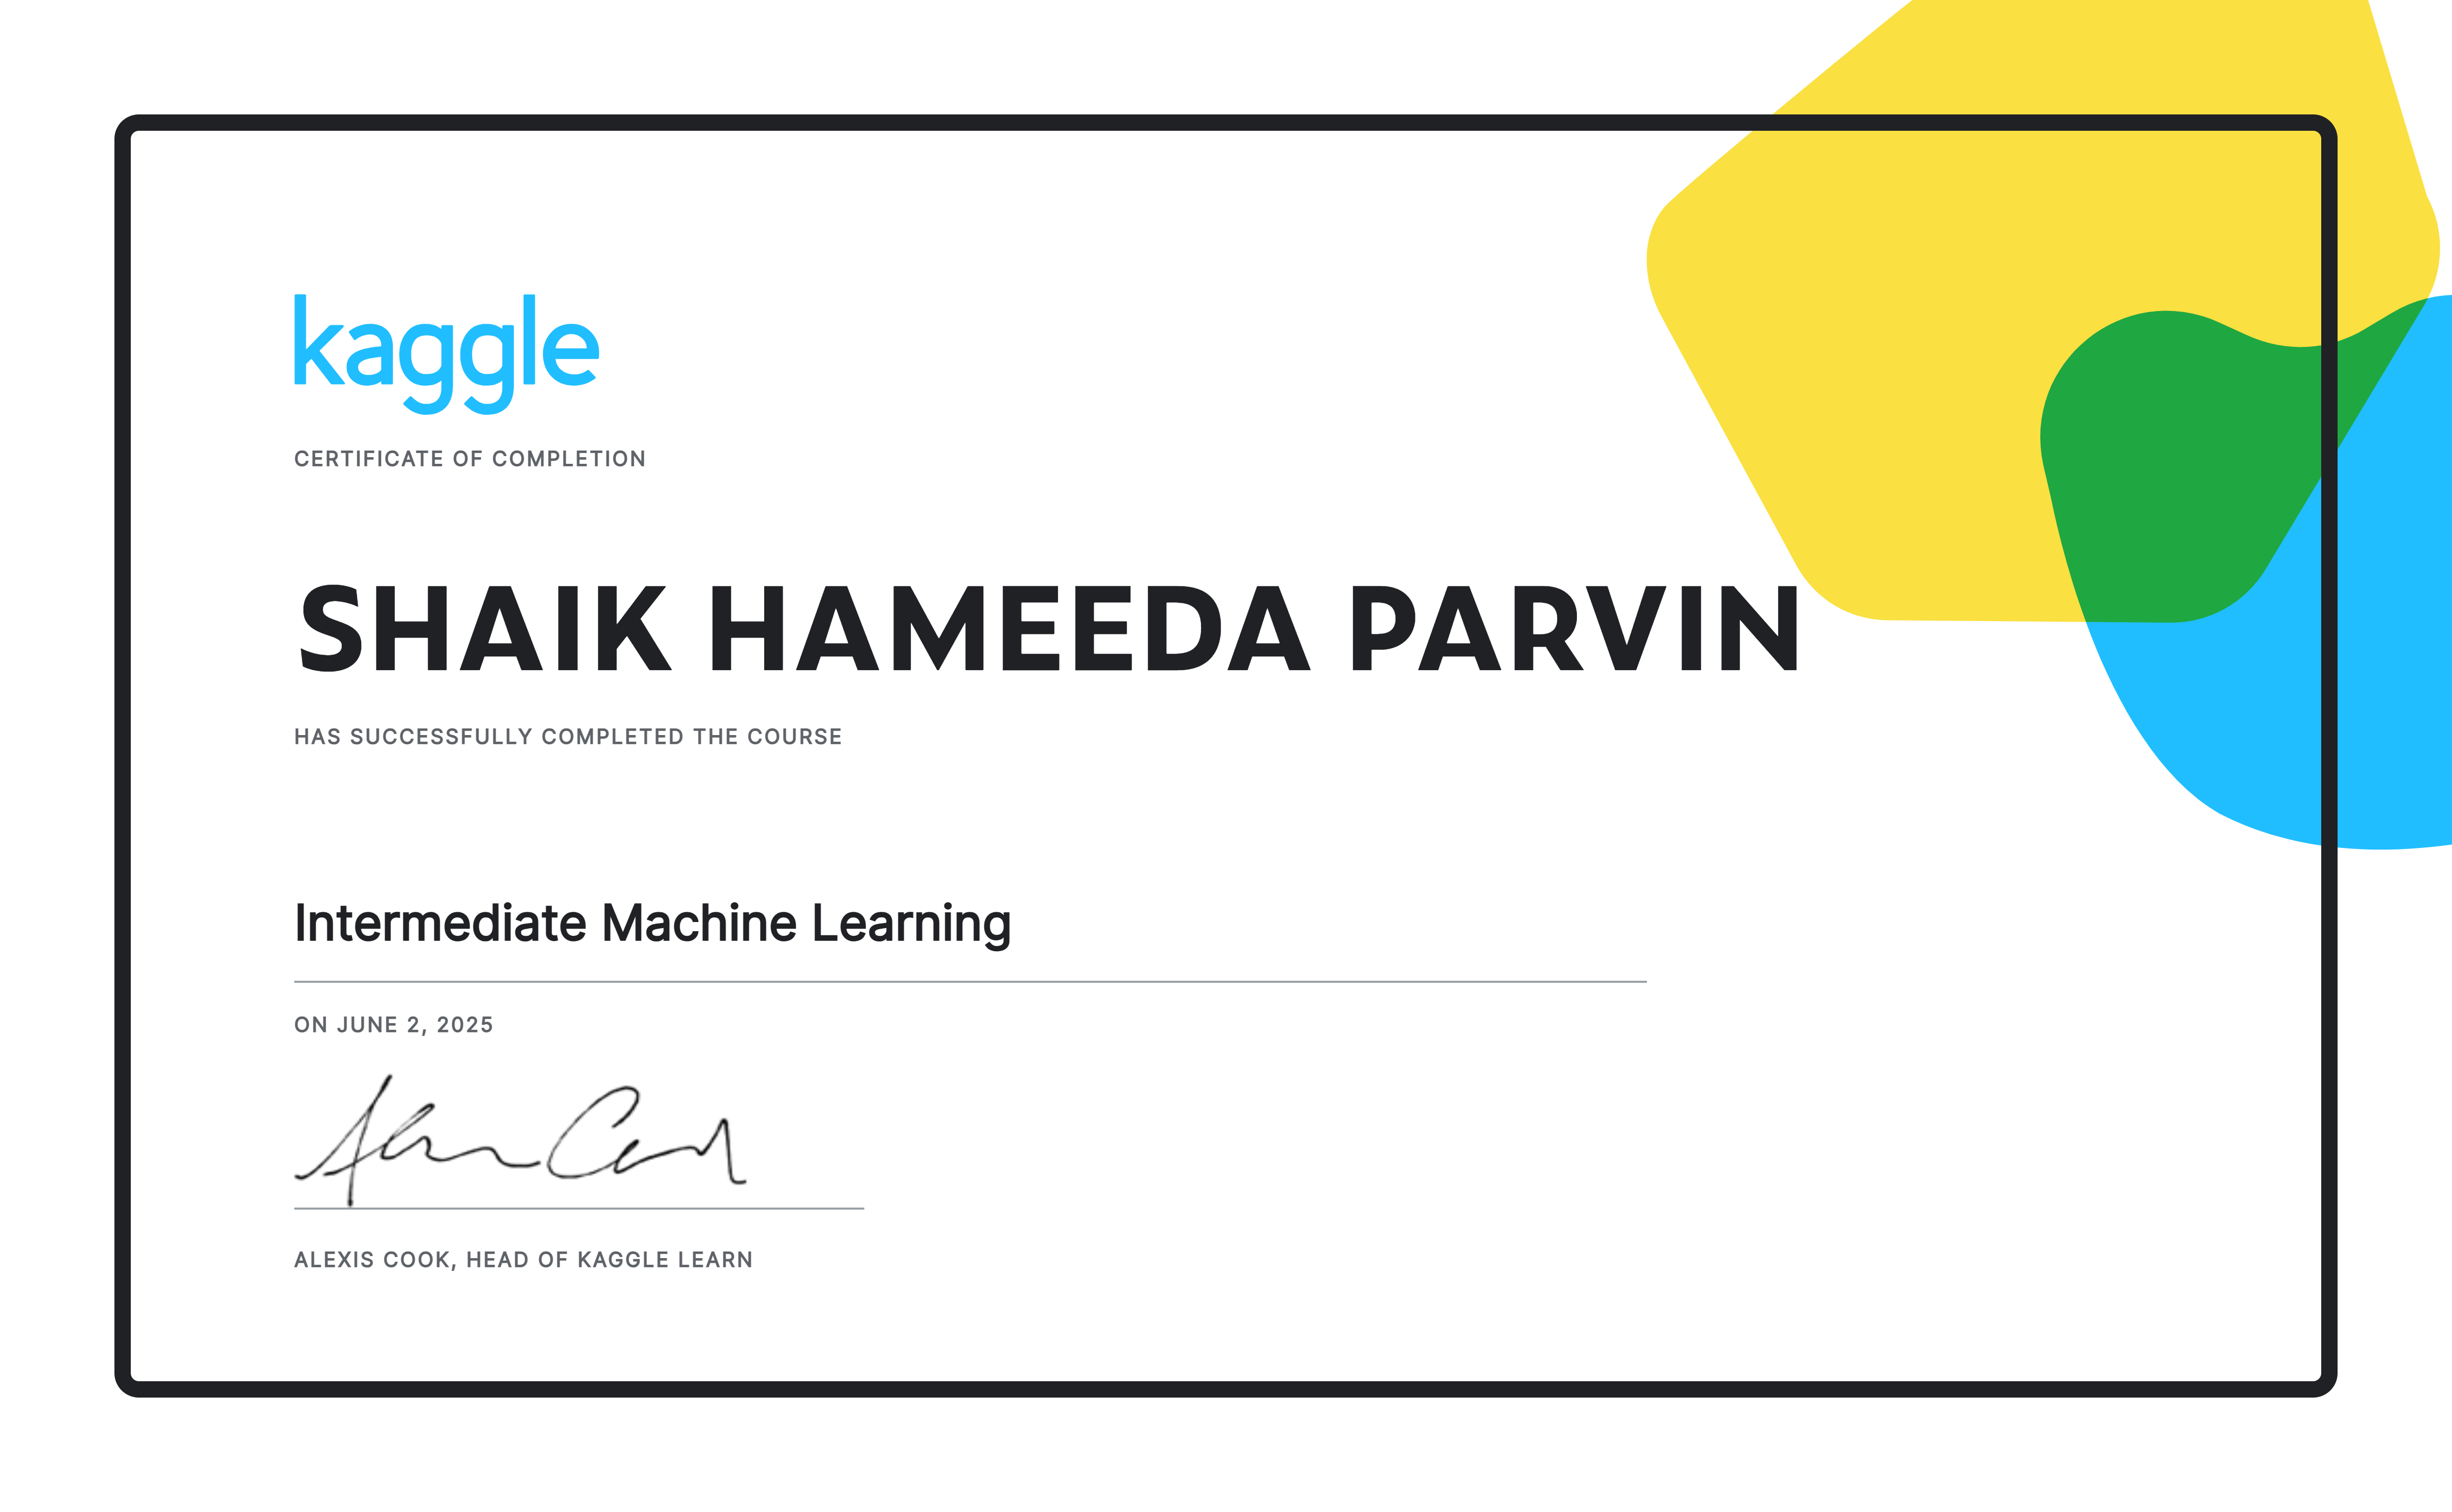 kaggle
CERTIFICATE OF COMPLETION
SHAIK HAMEEDA PARVIN
HAS SUCCESSFULLY COMPLETED THE COURSE
Intermediate Machine Learning
ON JUNE 2, 2025
ALEXIS COOK, HEAD OF KAGGLE LEARN